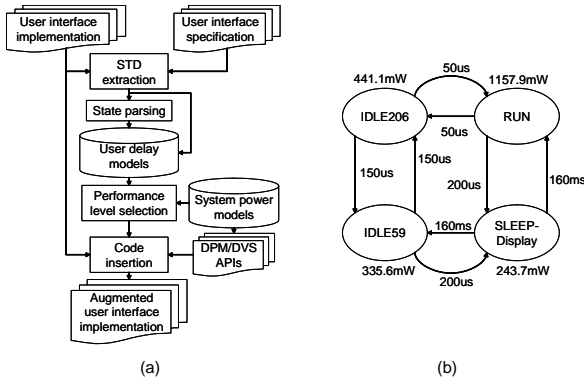 User interface
implementation
User interface
specification
STD
extraction
State parsing
User delay
models
Performance
level selection
System power
models
Code
insertion
DPM/DVS
APIs
Augmented
user interface
implementation
(a)
441.1mW
50us
1157.9mW
IDLE206
RUN
50us
150us
150us
200us
160ms
IDLE59
160ms
SLEEP-
Display
335.6mW
200us
243.7mW
(b)